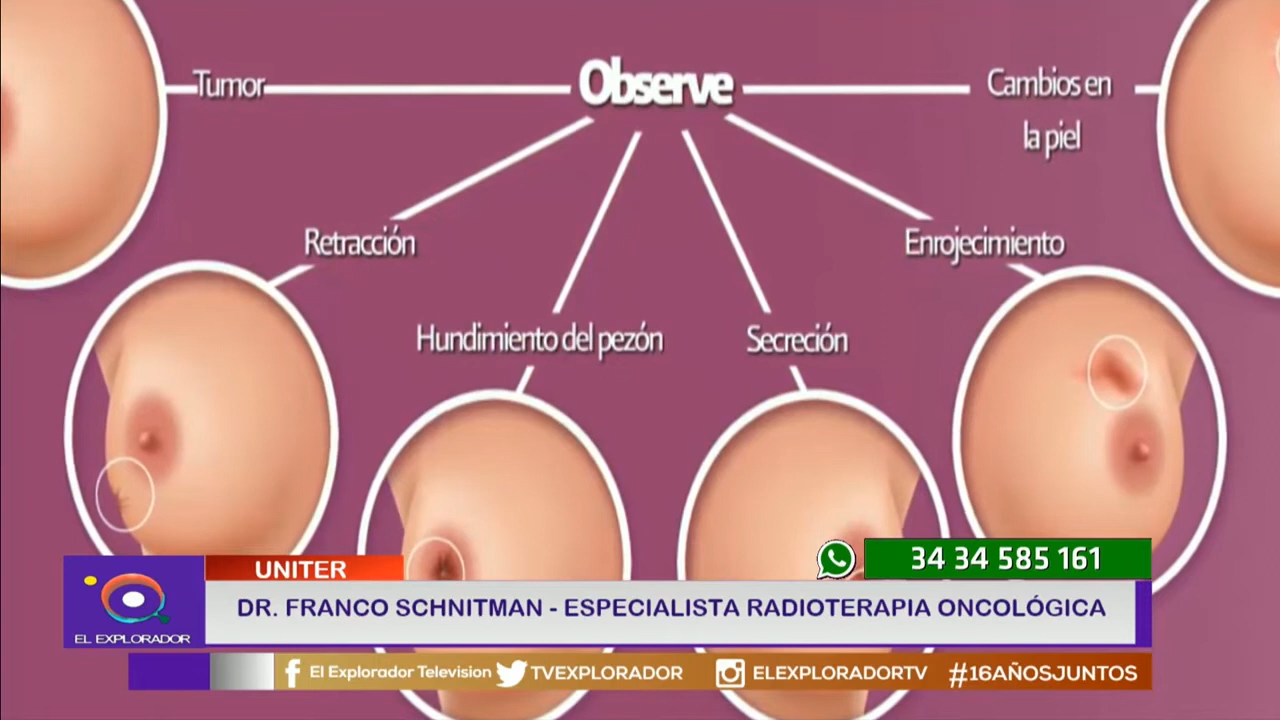 Observe
Tumor
Cambios en
la piel
Retracción
Enrojecimiento
Hundimiento del pezón
Secreción
34 34 585 161
UNITER
DR. FRANCO SCHNITMAN - ESPECIALISTA RADIOTERAPIA ONCOLÓGICA
EL EXPLORADOR
El Explorador Television TVEXPLORADOR ELEXPLORADORTV #16AÑOSJUNTOS